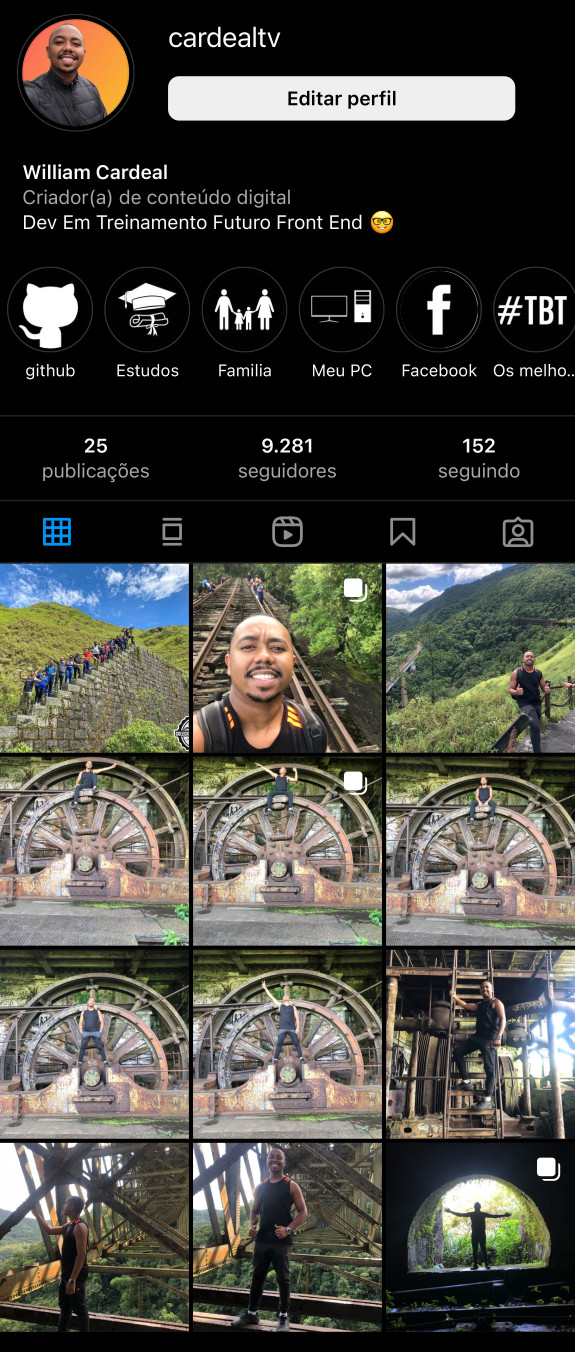 cardealtv
Editar perfil
William Cardeal
Criador(a) de conteúdo digital
Dev Em Treinamento Futuro Front End 🤓
#TBT
github
Estudos
Familia
Meu PC
Facebook
Os melho..
25
9.281
152
publicações
seguidores
seguindo